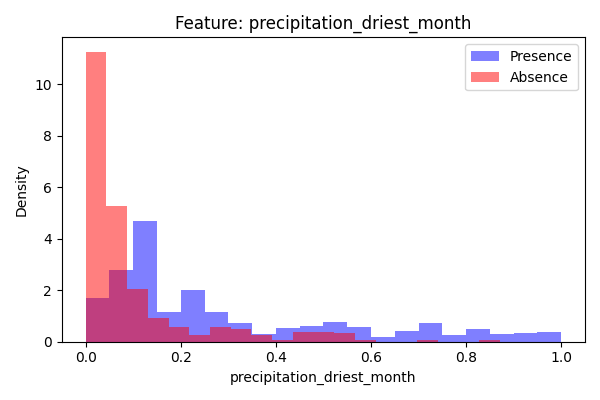 Feature: precipitation_driest_month
Presence
Absence
Density
10
8
6
4
2
0
0.0 0.2 0.4 0.6 0.8 1.0
precipitation_driest_month